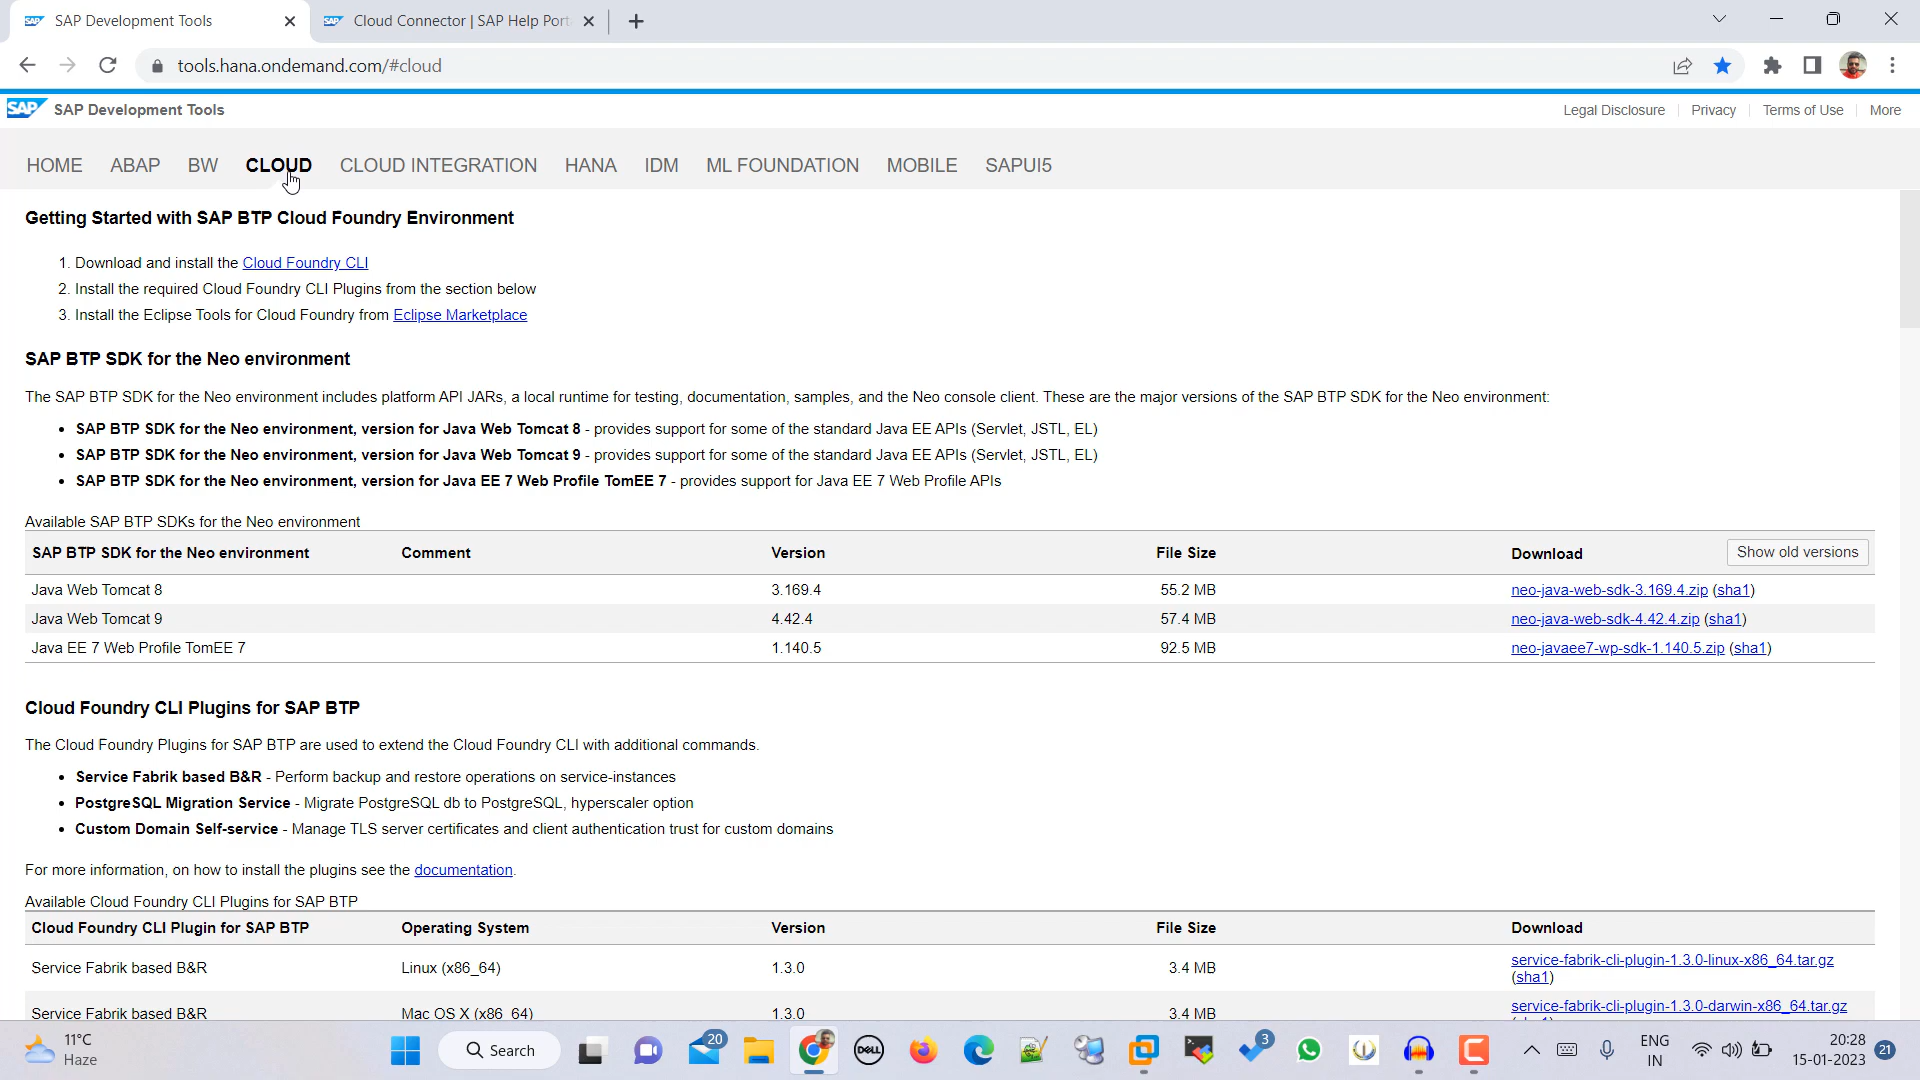 SAP SAP Development Tools
SAP Cloud Connector | SAP Help Port
tools.hana.ondemand.com/#cloud
SAP SAP Development Tools
Legal Disclosure Privacy Terms of Use More
HOME ABAP BW CLOUD CLOUD INTEGRATION HANA IDM ML FOUNDATION MOBILE SAPUI5
Getting Started with SAP BTP Cloud Foundry Environment
1. Download and install the Cloud Foundry CLI
2. Install the required Cloud Foundry CLI Plugins from the section below
3. Install the Eclipse Tools for Cloud Foundry from Eclipse Marketplace
SAP BTP SDK for the Neo environment
The SAP BTP SDK for the Neo environment includes platform API JARs, a local runtime for testing, documentation, samples, and the Neo console client. These are the major versions of the SAP BTP SDK for the Neo environment:
• SAP BTP SDK for the Neo environment, version for Java Web Tomcat 8 - provides support for some of the standard Java EE APIs (Servlet, JSTL, EL)
• SAP BTP SDK for the Neo environment, version for Java Web Tomcat 9 - provides support for some of the standard Java EE APIs (Servlet, JSTL, EL)
• SAP BTP SDK for the Neo environment, version for Java EE 7 Web Profile TomEE 7 - provides support for Java EE 7 Web Profile APIs
Available SAP BTP SDKs for the Neo environment
SAP BTP SDK for the Neo environment Comment Version File Size Download Show old versions
Java Web Tomcat 8 3.169.4 55.2 MB neo-java-web-sdk-3.169.4.zip (sha1)
Java Web Tomcat 9 4.42.4 57.4 MB neo-java-web-sdk-4.42.4.zip (sha1)
Java EE 7 Web Profile TomEE 7 1.140.5 92.5 MB neo-javaee7-wp-sdk-1.140.5.zip (sha1)
Cloud Foundry CLI Plugins for SAP BTP
The Cloud Foundry Plugins for SAP BTP are used to extend the Cloud Foundry CLI with additional commands.
• Service Fabrik based B&R - Perform backup and restore operations on service-instances
• PostgreSQL Migration Service - Migrate PostgreSQL db to PostgreSQL, hyperscaler option
• Custom Domain Self-service - Manage TLS server certificates and client authentication trust for custom domains
For more information, on how to install the plugins see the documentation.
Available Cloud Foundry CLI Plugins for SAP BTP
Cloud Foundry CLI Plugin for SAP BTP Operating System Version File Size Download
Service Fabrik based B&R Linux (x86_64) 1.3.0 3.4 MB service-fabrik-cli-plugin-1.3.0-linux-x86_64.tar.gz
(sha1)
Service Fabrik based B&R Mac OS X (x86_64) 1.3.0 3.4 MB service-fabrik-cli-plugin-1.3.0-darwin-x86_64.tar.gz
11°C
Haze
Search
20
DELL
3
ENG
IN
20:28
15-01-2023
21